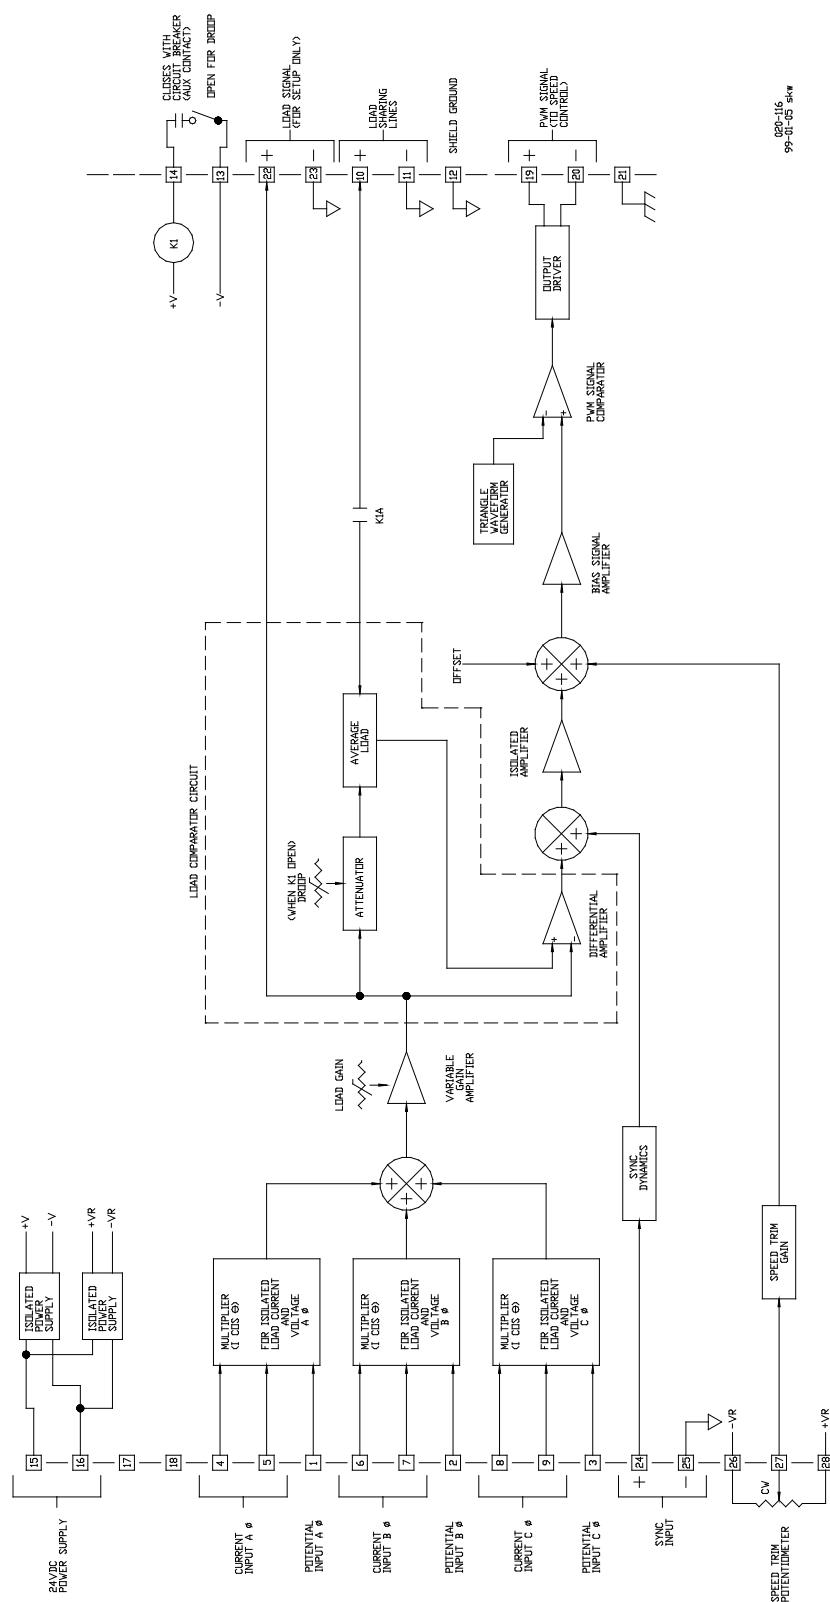 24VDC
POWER SUPPLY
15
16
17
18
ISOLATED
POWER
SUPPLY
+V
-V
ISOLATED
POWER
SUPPLY
+VR
-VR
CURRENT
INPUT A Ø
4
5
POTENTIAL
INPUT A Ø
1
MULTIPLIER
(I COS Θ)
FOR ISOLATED
LOAD CURRENT
AND
VOLTAGE
A Ø
CURRENT
INPUT B Ø
6
7
POTENTIAL
INPUT B Ø
2
MULTIPLIER
(I COS Θ)
FOR ISOLATED
LOAD CURRENT
AND
VOLTAGE
B Ø
CURRENT
INPUT C Ø
8
9
POTENTIAL
INPUT C Ø
3
MULTIPLIER
(I COS Θ)
FOR ISOLATED
LOAD CURRENT
AND
VOLTAGE
C Ø
+ + +
SYNC
INPUT
+ 24
- 25
SYNC
DYNAMICS
SPEED TRIM
POTENTIOMETER
CW
26
-VR
27
28
+VR
SPEED TRIM
GAIN
LOAD GAIN
VARIABLE
GAIN
AMPLIFIER
LOAD COMPARATOR CIRCUIT
(WHEN K1 OPEN)
DROOP
ATTENUATOR
AVERAGE
LOAD
+
-
DIFFERENTIAL
AMPLIFIER
+ +
ISOLATED
AMPLIFIER
OFFSET
+ + +
BIAS SIGNAL
AMPLIFIER
K1A
TRIANGLE
WAVEFORM
GENERATOR
-
+
PWM SIGNAL
COMPARATOR
OUTPUT
DRIVER
+V
K1
-V
14
13
CLOSES WITH
CIRCUIT BREAKER
(AUX CONTACT)
OPEN FOR DROOP
22 +
23 -
LOAD SIGNAL
(FOR SETUP ONLY)
10 +
11 -
LOAD
SHARING
LINES
12
SHIELD GROUND
19 +
20 -
PWM SIGNAL
(TO SPEED
CONTROL)
21
020-116
99-01-05 skw